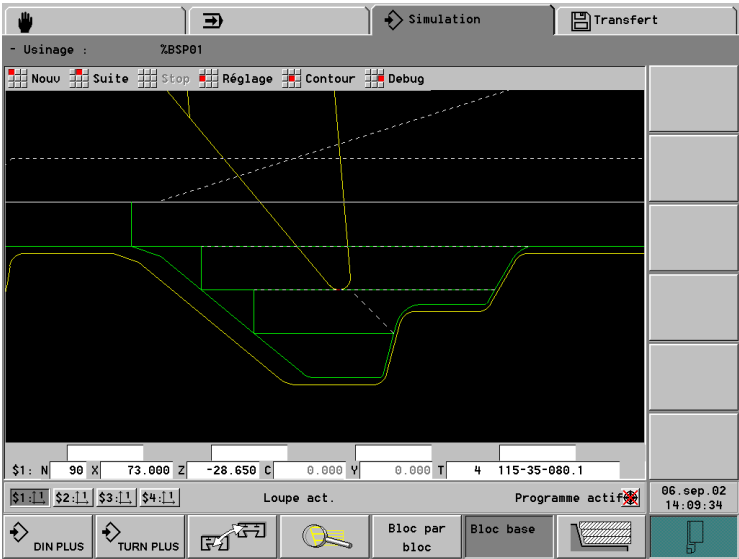 Simulation Transfert
- Usinage : %BSP01
Nouv Suite Stop Réglage Contour Debug
$1: N 90 X 73.000 Z -28.650 C 0.000 Y 0.000 T 4 115-35-080.1
$1: $2: $3: $4: Loupe act. Programme actif 06.sep.02
14:09:34
DIN PLUS TURN PLUS Bloc par Bloc base
bloc